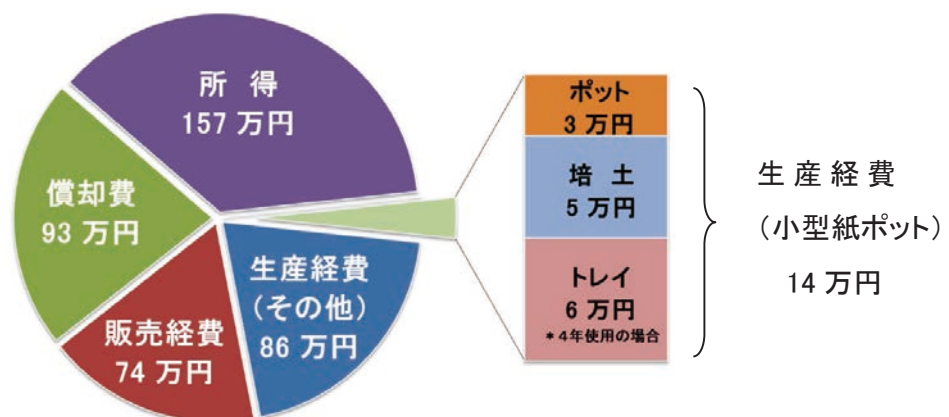 所 得
157 万円
償却費
93 万円
販売経費
74 万円
生産経費
(その他)
86 万円
ポット
3 万円
培 土
5 万円
トレイ
6 万円
*4年使用の場合
生 産 経 費
(小型紙ポット)
14 万円